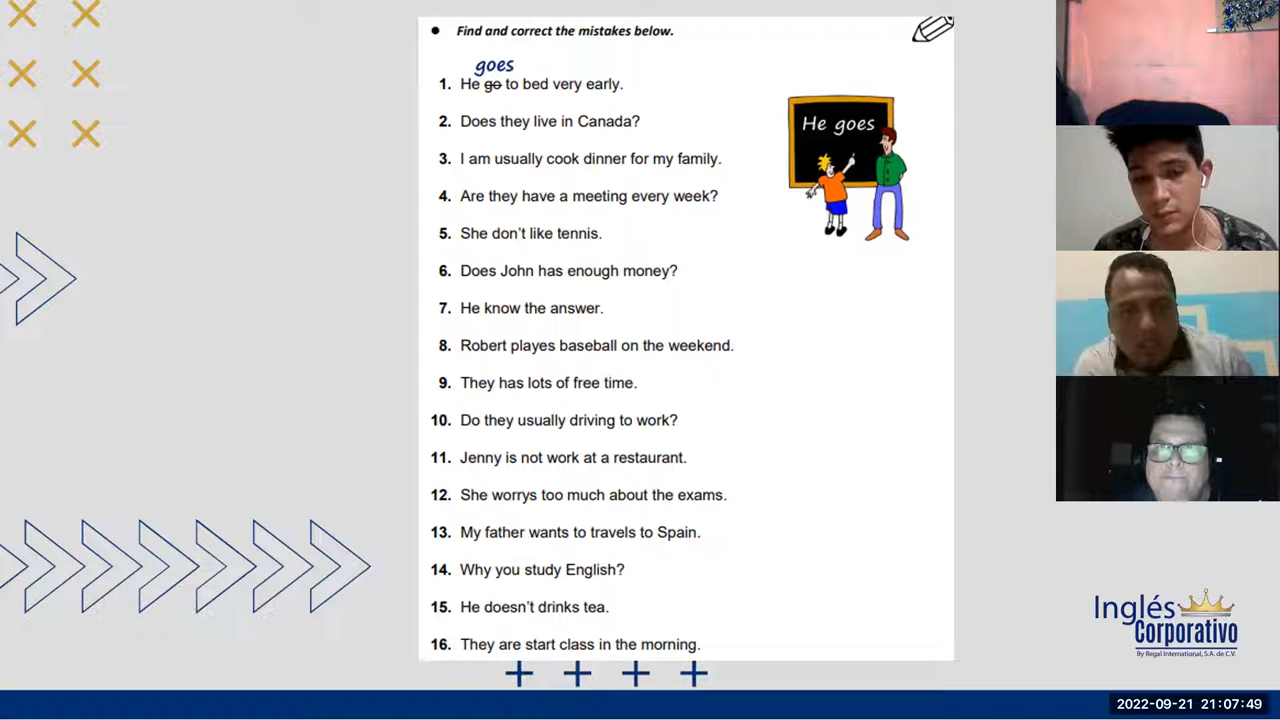 ● Find and correct the mistakes below.
goes
1. He go to bed very early.
He goes
2. Does they live in Canada?
3. I am usually cook dinner for my family.
4. Are they have a meeting every week?
5. She don’t like tennis.
6. Does John has enough money?
7. He know the answer.
8. Robert playes baseball on the weekend.
9. They has lots of free time.
10. Do they usually driving to work?
11. Jenny is not work at a restaurant.
12. She worrys too much about the exams.
13. My father wants to travels to Spain.
14. Why you study English?
15. He doesn’t drinks tea.
16. They are start class in the morning.
Inglés
Corporativo
By Regal International, S.A. de C.V.
2022-09-21 21:07:49